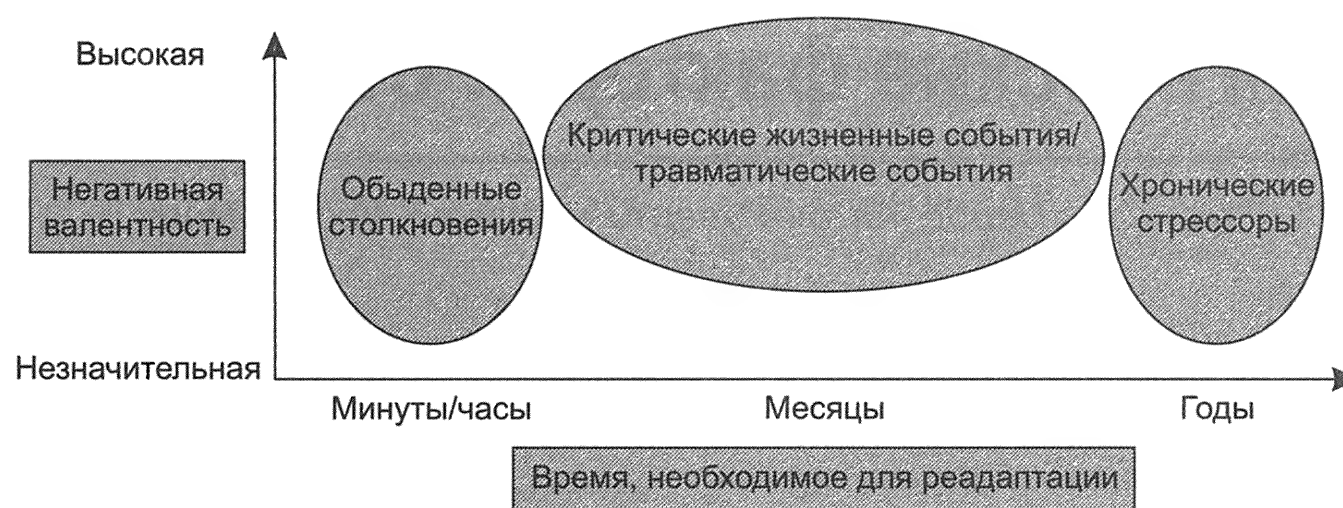 Высокая
Критические жизненные события/
травматические события
Негативная
валентность
Обыденные
столкновения
Хронические
стрессоры
Незначительная
Минуты/часы
Месяцы
Годы
Время, необходимое для реадаптации